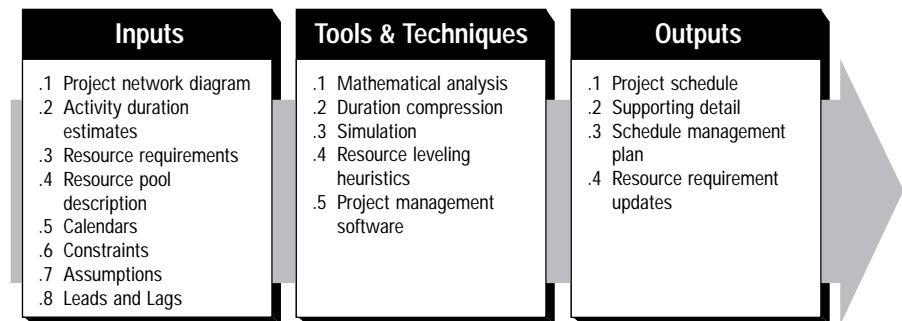 Inputs
.1 Project network diagram
.2 Activity duration
estimates
.3 Resource requirements
.4 Resource pool
description
.5 Calendars
.6 Constraints
.7 Assumptions
.8 Leads and Lags
Tools & Techniques
.1 Mathematical analysis
.2 Duration compression
.3 Simulation
.4 Resource leveling
heuristics
.5 Project management
software
Outputs
.1 Project schedule
.2 Supporting detail
.3 Schedule management
plan
.4 Resource requirement
updates